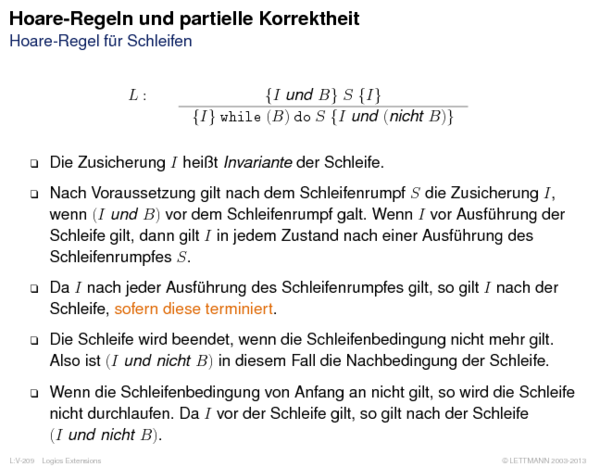 Hoare-Regeln und partielle Korrektheit
Hoare-Regel für Schleifen
L :
{I und B} S {I}
{I} while (B) do S {I und (nicht B)}
❑ Die Zusicherung I heißt Invariante der Schleife.
❑ Nach Voraussetzung gilt nach dem Schleifenrumpf S die Zusicherung I,
wenn (I und B) vor dem Schleifenrumpf galt. Wenn I vor Ausführung der
Schleife gilt, dann gilt I in jedem Zustand nach einer Ausführung des
Schleifenrumpfes S.
❑ Da I nach jeder Ausführung des Schleifenrumpfes gilt, so gilt I nach der
Schleife, sofern diese terminiert.
❑ Die Schleife wird beendet, wenn die Schleifenbedingung nicht mehr gilt.
Also ist (I und nicht B) in diesem Fall die Nachbedingung der Schleife.
❑ Wenn die Schleifenbedingung von Anfang an nicht gilt, so wird die Schleife
nicht durchlaufen. Da I vor der Schleife gilt, so gilt nach der Schleife
(I und nicht B).
L:V-209 Logics Extensions
© LETTMANN 2003-2013